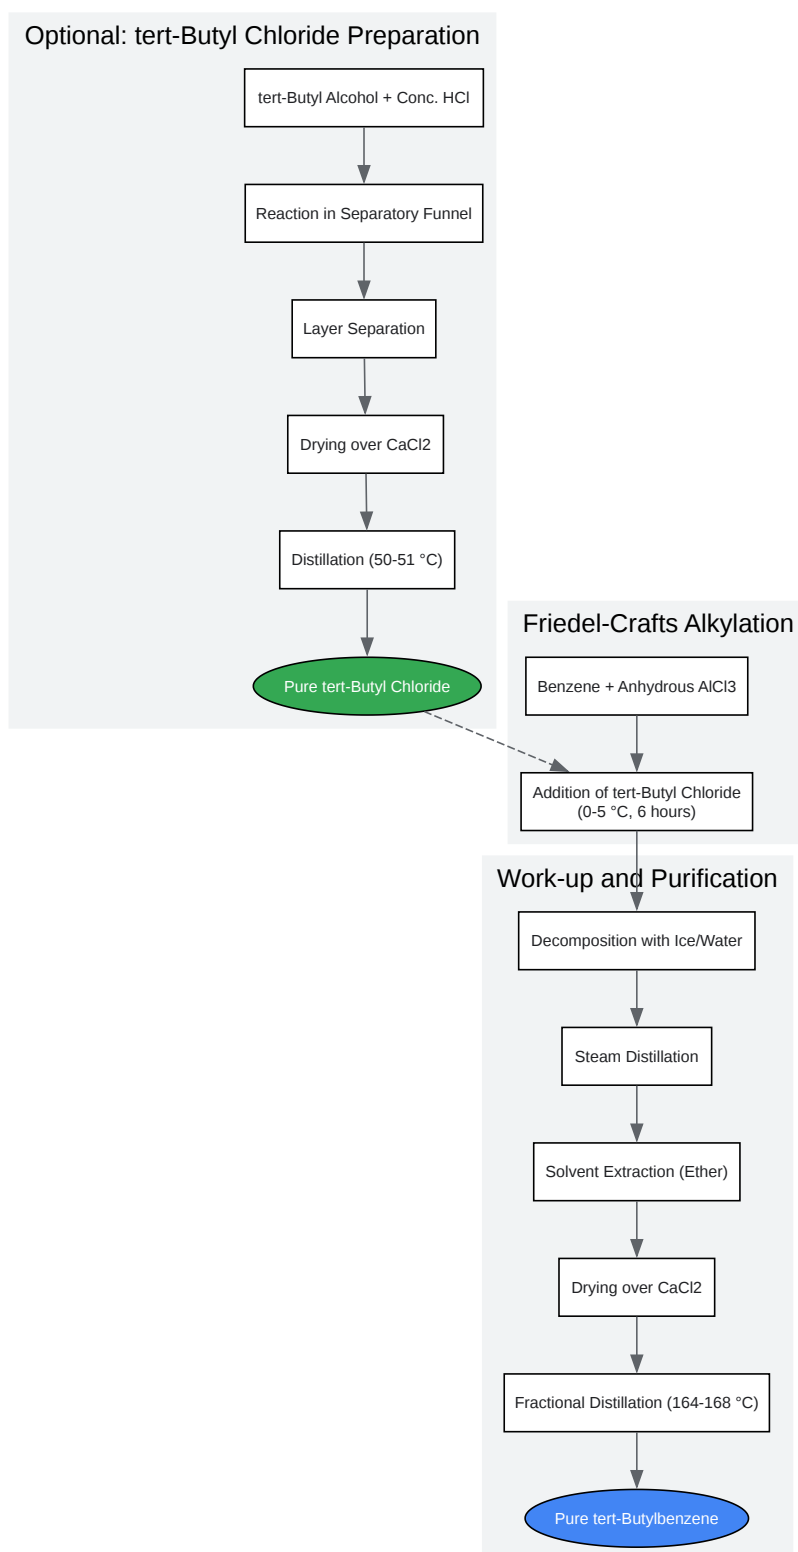 Optional: tert-Butyl Chloride Preparation
tert-Butyl Alcohol + Conc. HCl
Reaction in Separatory Funnel
Layer Separation
Drying over CaCl2
Distillation (50-51 °C)
Pure tert-Butyl Chloride
Friedel-Crafts Alkylation
Benzene + Anhydrous AlCl3
Addition of tert-Butyl Chloride
(0-5 °C, 6 hours)
Work-up and Purification
Decomposition with Ice/Water
Steam Distillation
Solvent Extraction (Ether)
Drying over CaCl2
Fractional Distillation (164-168 °C)
Pure tert-Butylbenzene